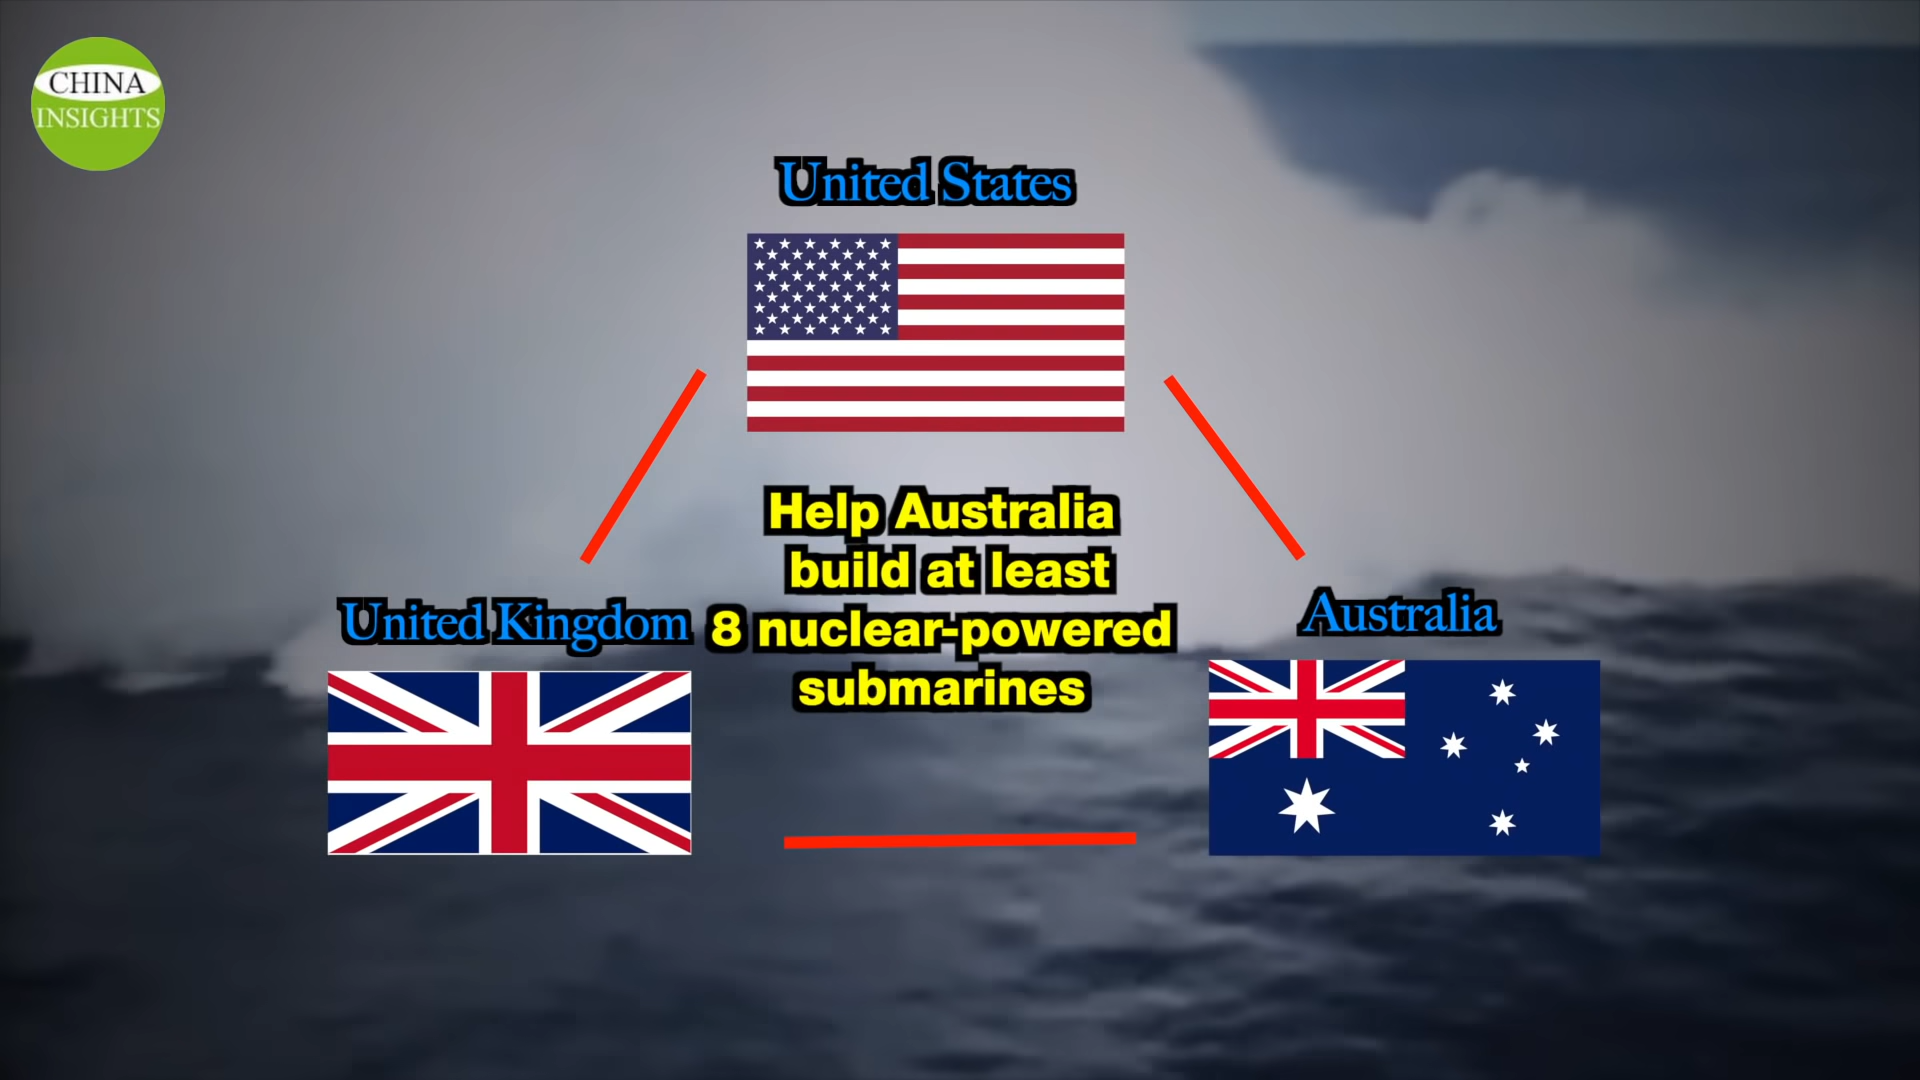 CHINA
INSIGHTS
United States
Help Australia
build at least
8 nuclear-powered
submarines
United Kingdom
Australia